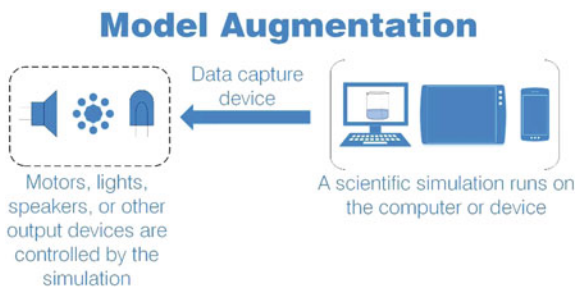 Model Augmentation
Data capture
device
Motors, lights,
speakers, or other
output devices are
controlled by the
simulation
A scientific simulation runs on
the computer or device